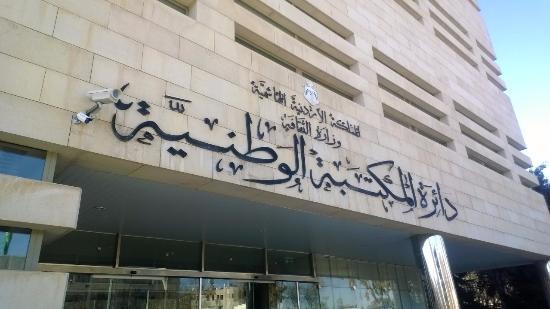 المملكة الأردنية الهاشمية
وزارة الثقافة
دائرة المكتبة الوطنية